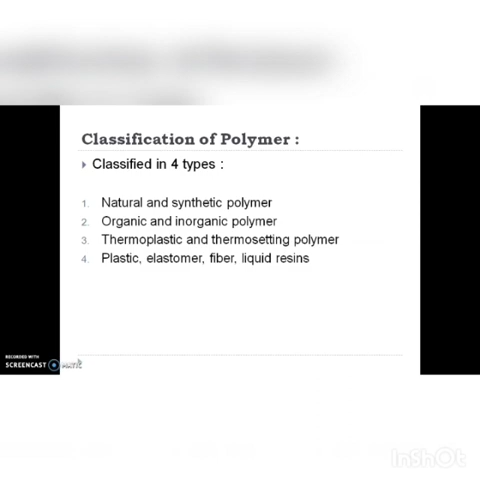 Classification of Polymer :
Classified in 4 types :
1. Natural and synthetic polymer
2. Organic and inorganic polymer
3. Thermoplastic and thermosetting polymer
4. Plastic, elastomer, fiber, liquid resins
RECORDED WITH
SCREENCAST MATIC
InShOt